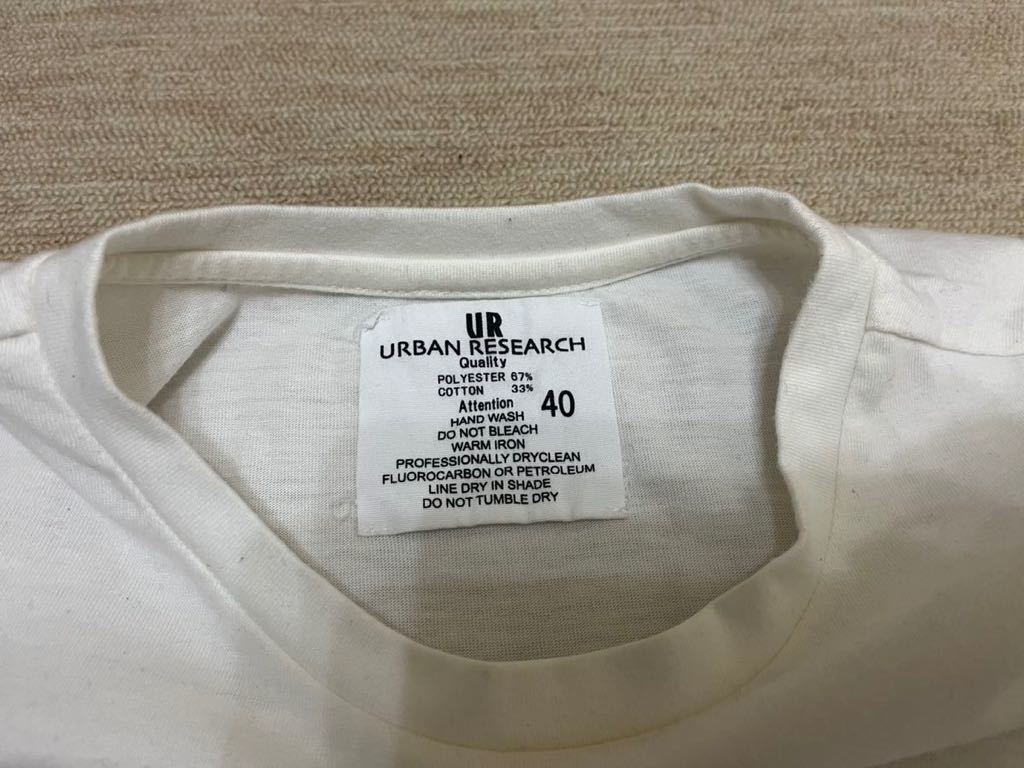 UR
URBAN RESEARCH
Quality
POLYESTER 67%
COTTON 33%
Attention 40
HAND WASH
DO NOT BLEACH
WARM IRON
PROFESSIONALLY DRYCLEAN
FLUOROCARBON OR PETROLEUM
LINE DRY IN SHADE
DO NOT TUMBLE DRY